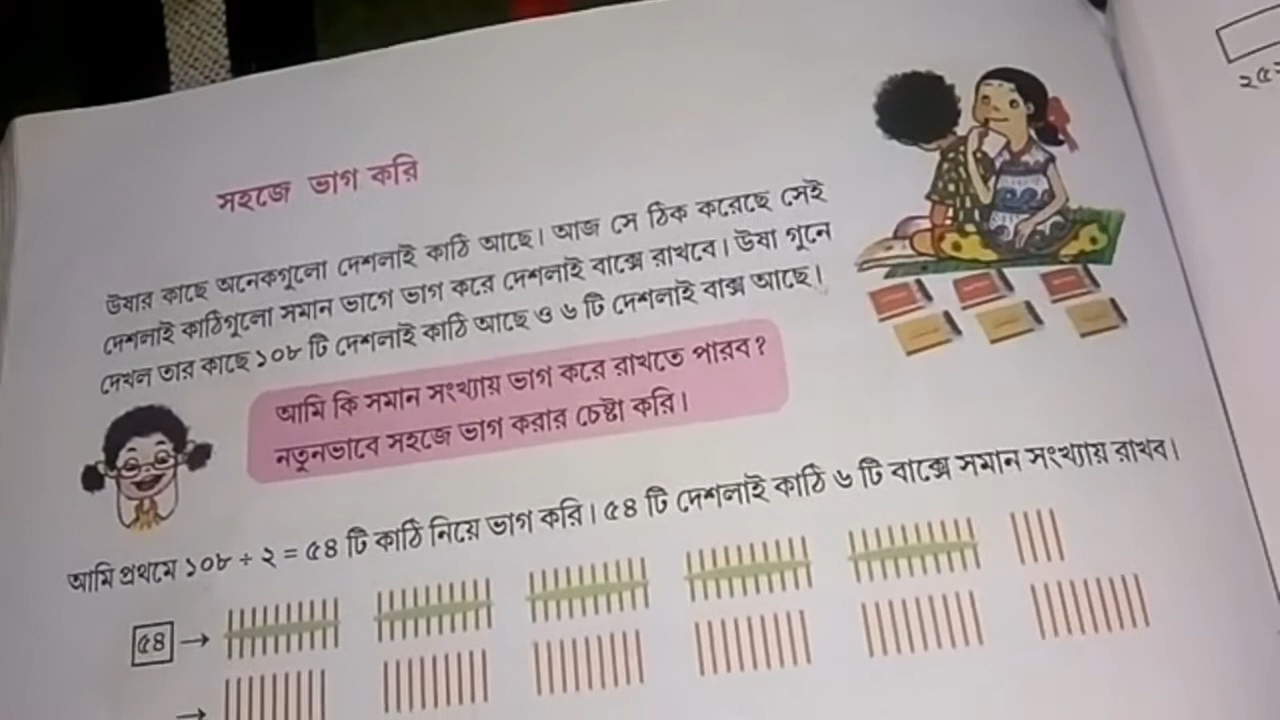 সহজে ভাগ করি
উষার কাছে অনেকগুলো দেশলাই কাঠি আছে। আজ সে ঠিক করেছে সেই
দেশলাই কাঠিগুলো সমান ভাগে ভাগ করে দেশলাই বাক্সে রাখবে। উষা গুনে
দেখল তার কাছে ১০৮ টি দেশলাই কাঠি আছে ও ৬ টি দেশলাই বাক্স আছে।
আমি কি সমান সংখ্যায় ভাগ করে রাখতে পারব?
নতুনভাবে সহজে ভাগ করার চেষ্টা করি।
আমি প্রথমে ১০৮ ÷ ২ = ৫৪ টি কাঠি নিয়ে ভাগ করি। ৫৪ টি দেশলাই কাঠি ৬ টি বাক্সে সমান সংখ্যায় রাখব।
৫৪ →
→